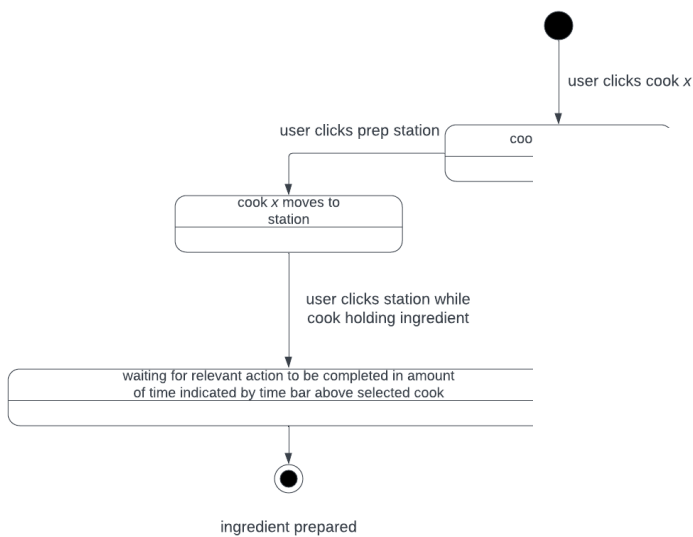 user clicks cook x
user clicks prep station
cook x moves to
station
user clicks station while
cook holding ingredient
waiting for relevant action to be completed in amount
of time indicated by time bar above selected cook
ingredient prepared